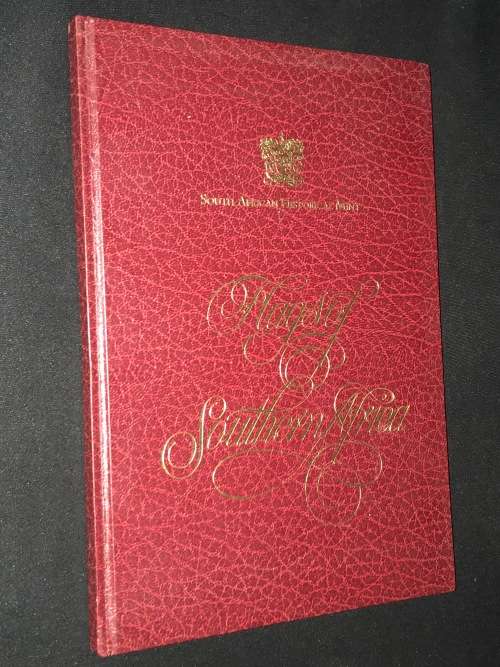 South African Historical Mint
Flags of
Southern Africa